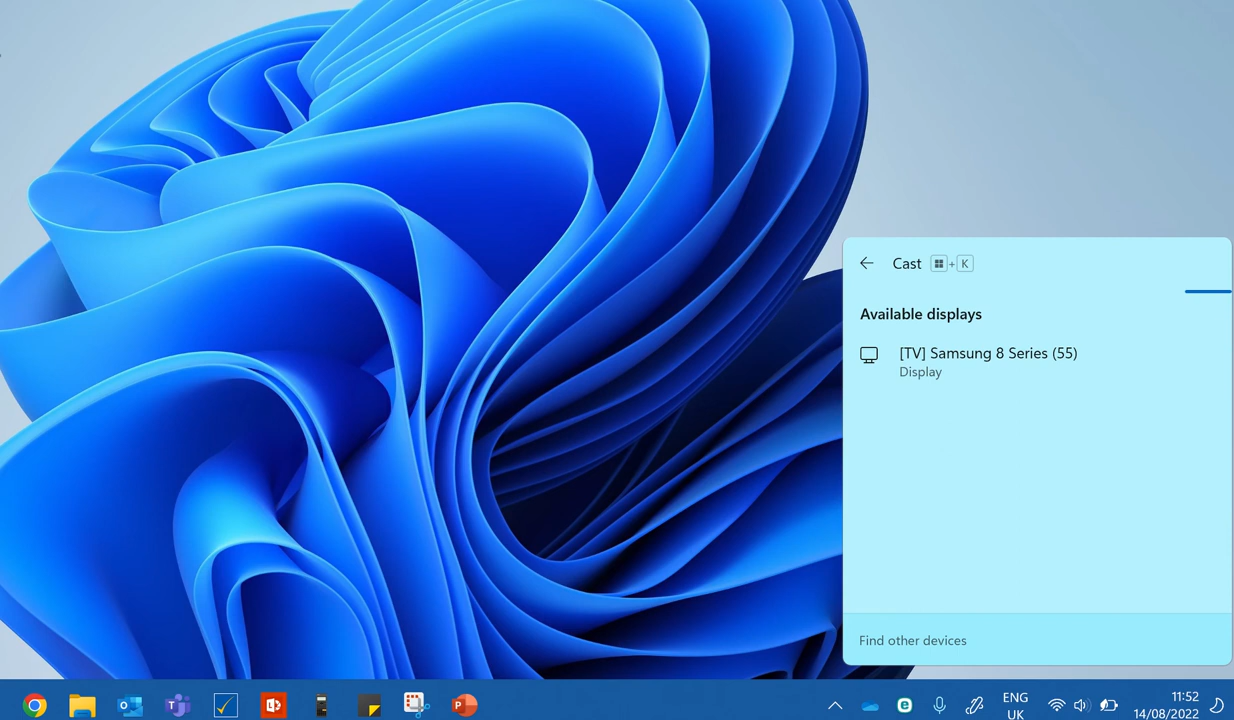 Cast + K
Available displays
[TV] Samsung 8 Series (55)
Display
Find other devices
ENG
UK
11:52
14/08/2022